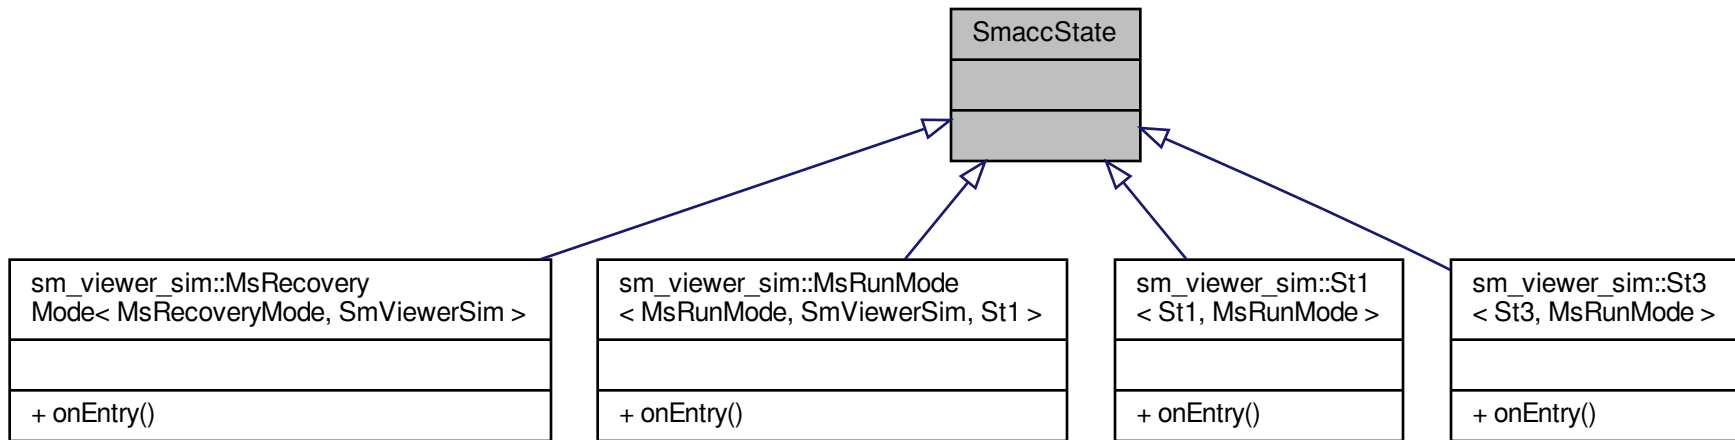 SmaccState
sm_viewer_sim::MsRecovery
Mode< MsRecoveryMode, SmViewerSim >
+ onEntry()
sm_viewer_sim::MsRunMode
< MsRunMode, SmViewerSim, St1 >
+ onEntry()
sm_viewer_sim::St1
< St1, MsRunMode >
+ onEntry()
sm_viewer_sim::St3
< St3, MsRunMode >
+ onEntry()